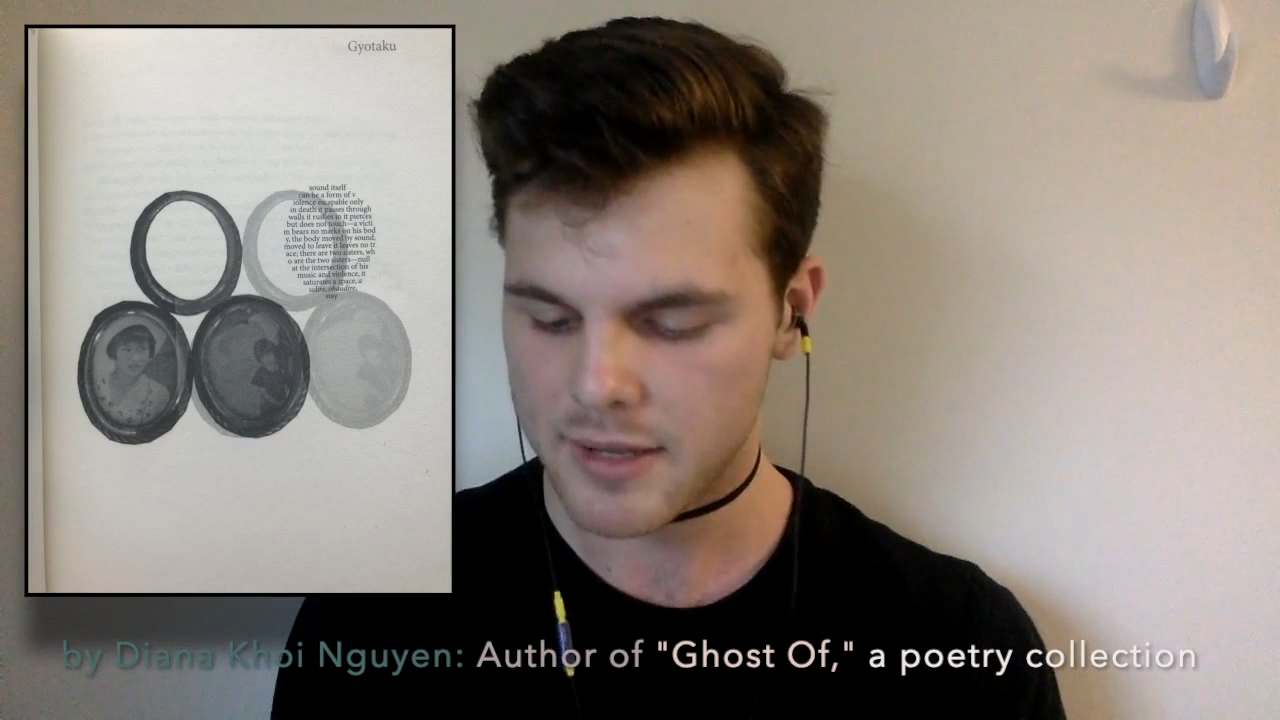 Gyotaku
sound itself
can be a form of v
iolence escapable only
in death it passes through
walls it rushes in it pierces
but does not touch—a victi
m bears no marks on his bod
y, the body moved by sound,
moved to leave it leaves no tr
ace; there are two sisters, wh
o are the two sisters—null
at the intersection of his
music and violence, it
saturates a space, a
udire, obaudire,
stay
by Diana Khoi Nguyen: Author of "Ghost Of," a poetry collection